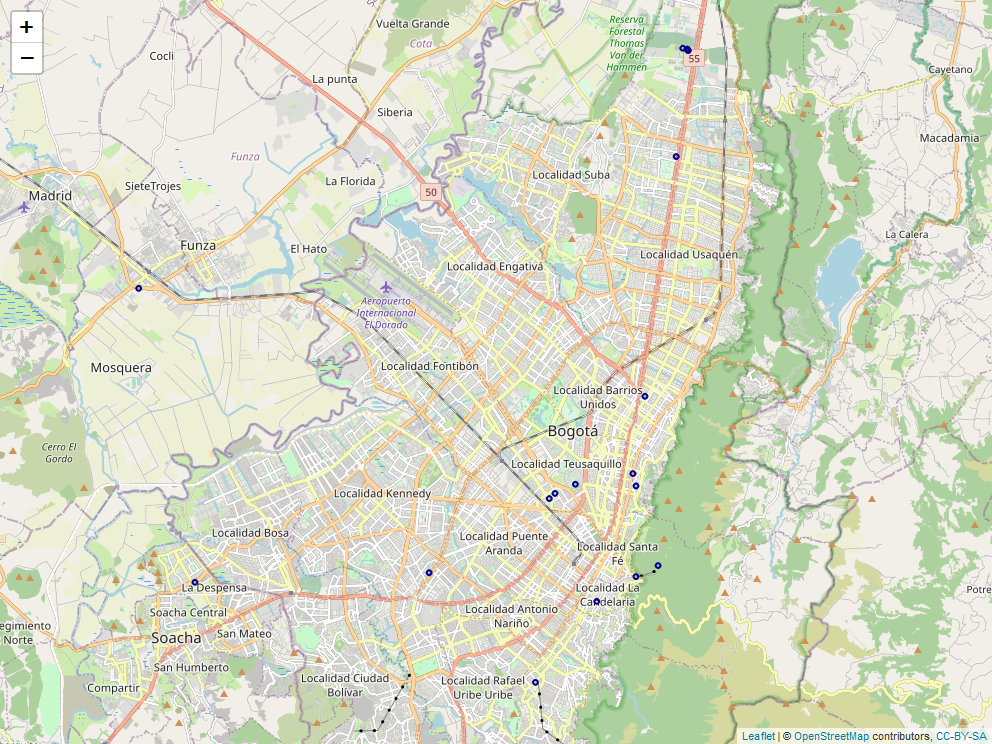 +
−
Vuelta Grande
Cota
Cocli
La punta
Siberia
Funza
SieteTrojes
La Florida
50
Madrid
Funza
El Hato
Reserva
Forestal
Thomas
Van der
Hammen
55
Cayetano
Macadamia
Localidad Suba
La Calera
Localidad Usaquén
Localidad Engativá
Aeropuerto
Internacional
El Dorado
Mosquera
Localidad Fontibón
Localidad Barrios
Unidos
Bogotá
Cerro El
Gordo
Localidad Teusaquillo
Localidad Kennedy
Localidad Bosa
Localidad Puente
Aranda
Localidad Santa
Fé
La Despensa
Localidad La
Candelaria
Potre
Soacha Central
Localidad Antonio
Nariño
egimiento
Norte
Soacha
San Mateo
San Humberto
Compartir
Localidad Ciudad
Bolívar
Localidad Rafael
Uribe Uribe
Leaflet | © OpenStreetMap contributors, CC-BY-SA